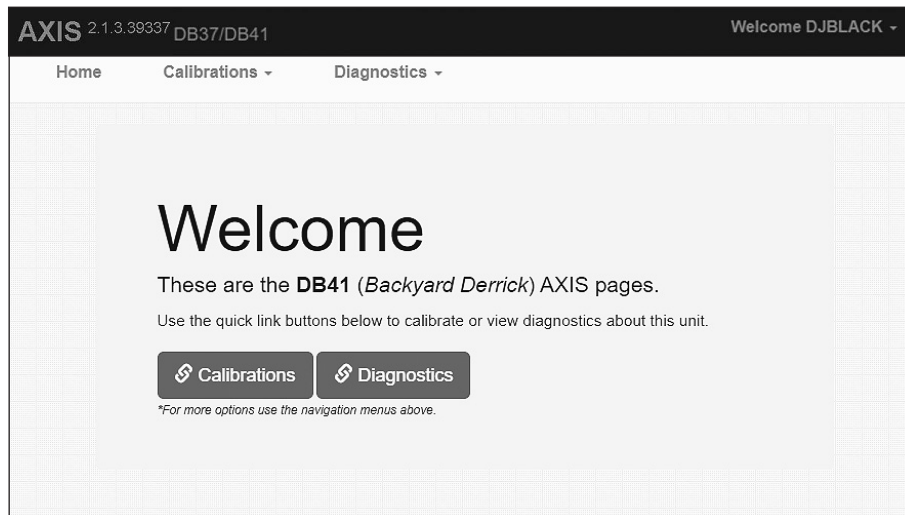 AXIS 2.1.3.39337 DB37/DB41 Welcome DJBLACK
Home Calibrations Diagnostics
Welcome
These are the DB41 (Backyard Derrick) AXIS pages.
Use the quick link buttons below to calibrate or view diagnostics about this unit.
Calibrations Diagnostics
*For more options use the navigation menus above.